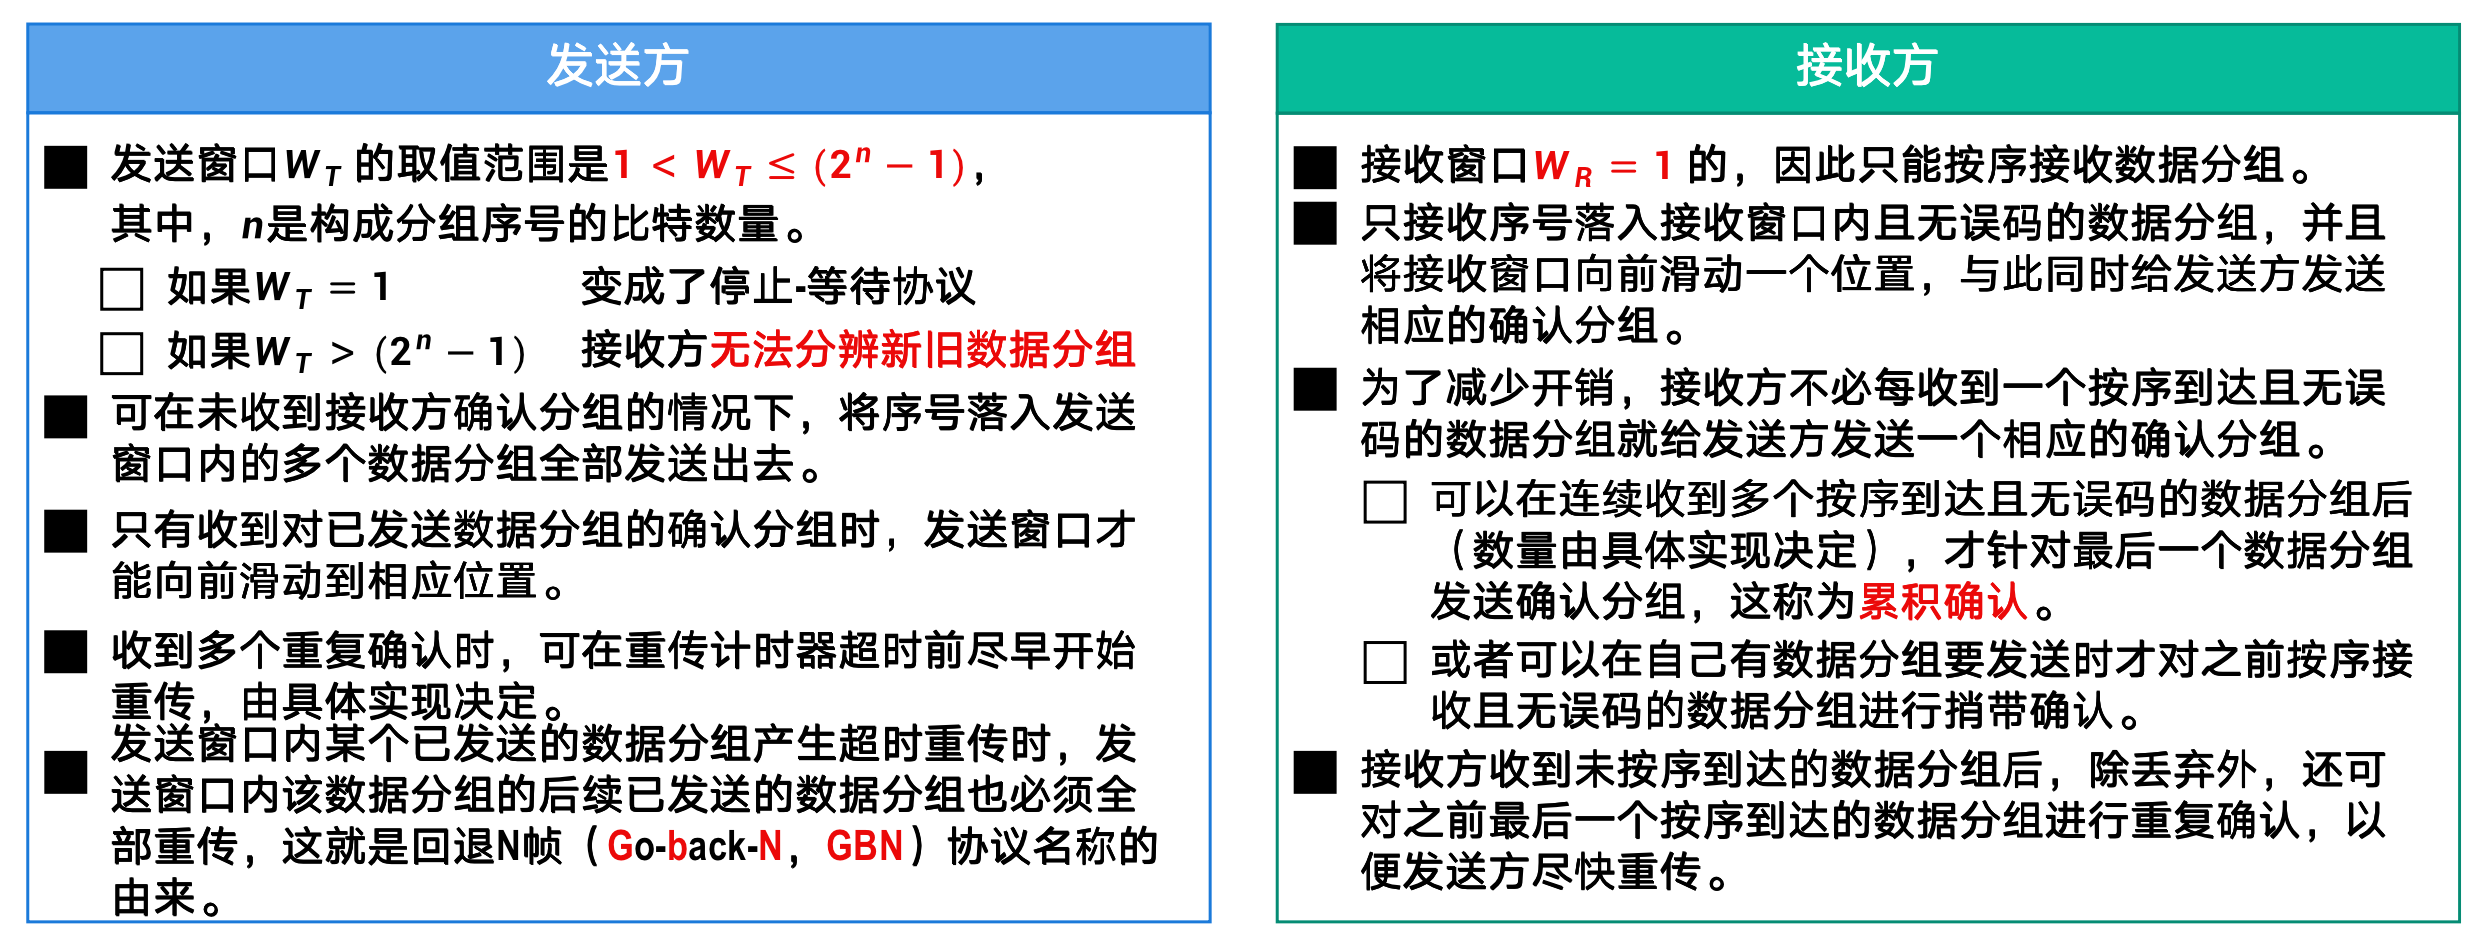 发送方
发送窗口W_T 的取值范围是1 < W_T ≤ (2^n − 1)，
其中，n是构成分组序号的比特数量。
如果W_T = 1 变成了停止-等待协议
如果W_T > (2^n − 1) 接收方无法分辨新旧数据分组
可在未收到接收方确认分组的情况下，将序号落入发送
窗口内的多个数据分组全部发送出去。
只有收到对已发送数据分组的确认分组时，发送窗口才
能向前滑动到相应位置。
收到多个重复确认时，可在重传计时器超时前尽早开始
重传，由具体实现决定。
发送窗口内某个已发送的数据分组产生超时重传时，发
送窗口内该数据分组的后续已发送的数据分组也必须全
部重传，这就是回退N帧（Go-back-N，GBN）协议名称的
由来。
接收方
接收窗口W_R = 1 的，因此只能按序接收数据分组。
只接收序号落入接收窗口内且无误码的数据分组，并且
将接收窗口向前滑动一个位置，与此同时给发送方发送
相应的确认分组。
为了减少开销，接收方不必每收到一个按序到达且无误
码的数据分组就给发送方发送一个相应的确认分组。
可以在连续收到多个按序到达且无误码的数据分组后
（数量由具体实现决定），才针对最后一个数据分组
发送确认分组，这称为累积确认。
或者可以在自己有数据分组要发送时才对之前按序接
收且无误码的数据分组进行捎带确认。
接收方收到未按序到达的数据分组后，除丢弃外，还可
对之前最后一个按序到达的数据分组进行重复确认，以
便发送方尽快重传。